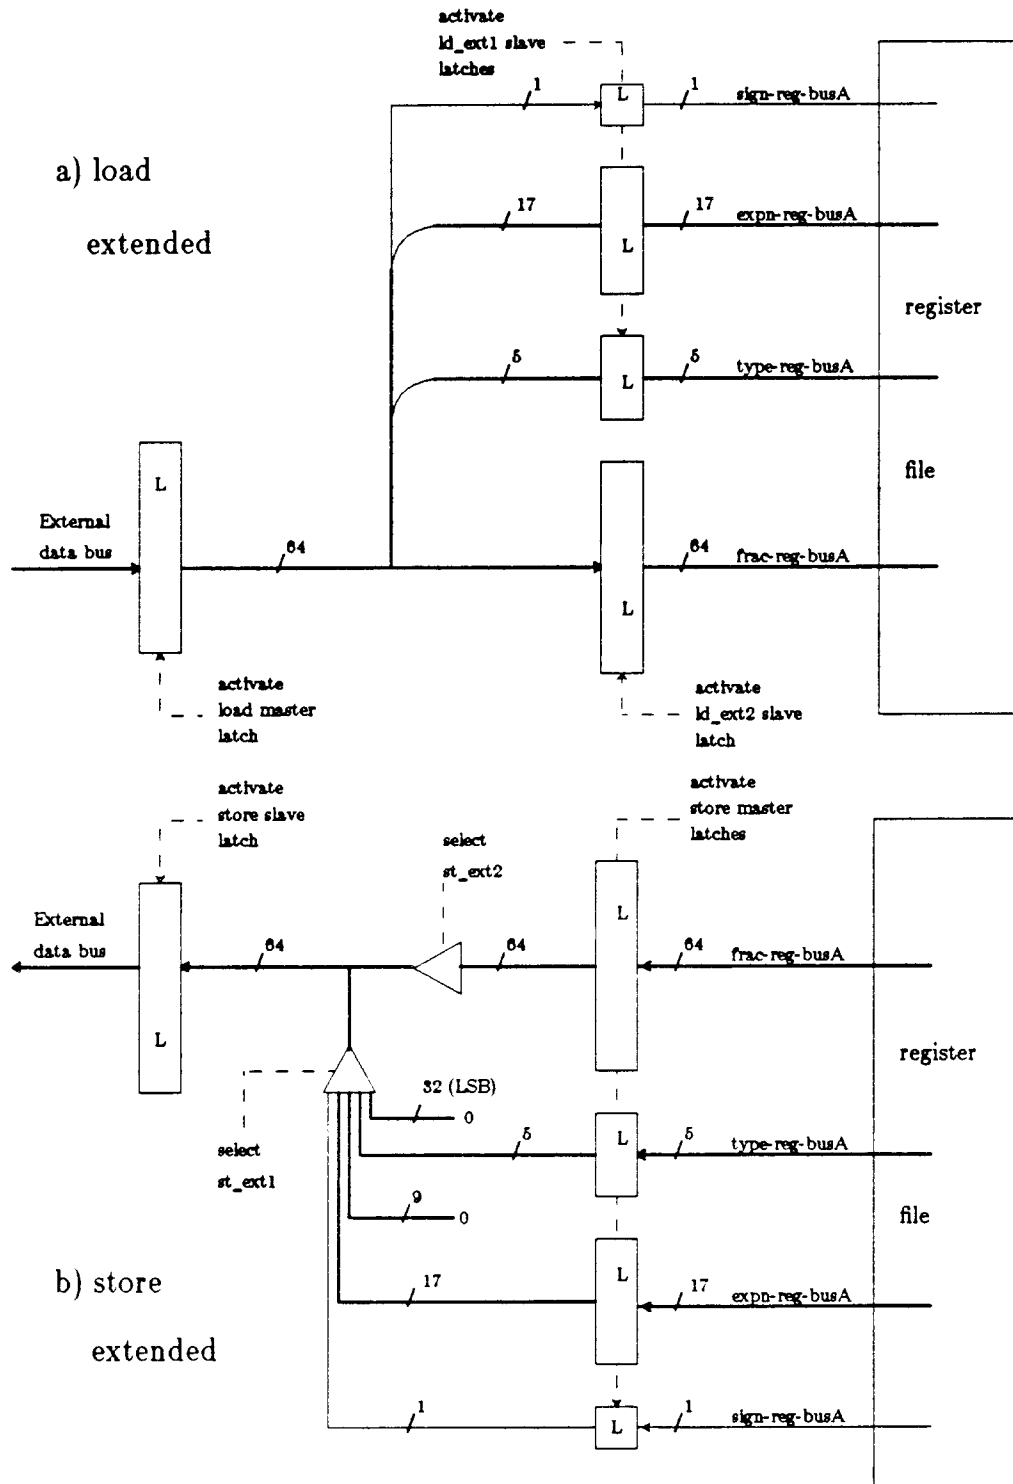 activate
ld_ext1 slave
latches
1
L
1
sign-reg-busA
a) load
extended
17
L
17
expn-reg-busA
register
5
L
5
type-reg-busA
file
External
data bus
L
64
L
64
frac-reg-busA
activate
load master
latch
activate
ld_ext2 slave
latch
activate
store slave
latch
activate
store master
latches
select
st_ext2
External
data bus
L
64
64
L
64
frac-reg-busA
register
select
st_ext1
32 (LSB)
0
5
L
5
type-reg-busA
9
0
file
b) store
extended
17
L
17
expn-reg-busA
1
L
1
sign-reg-busA